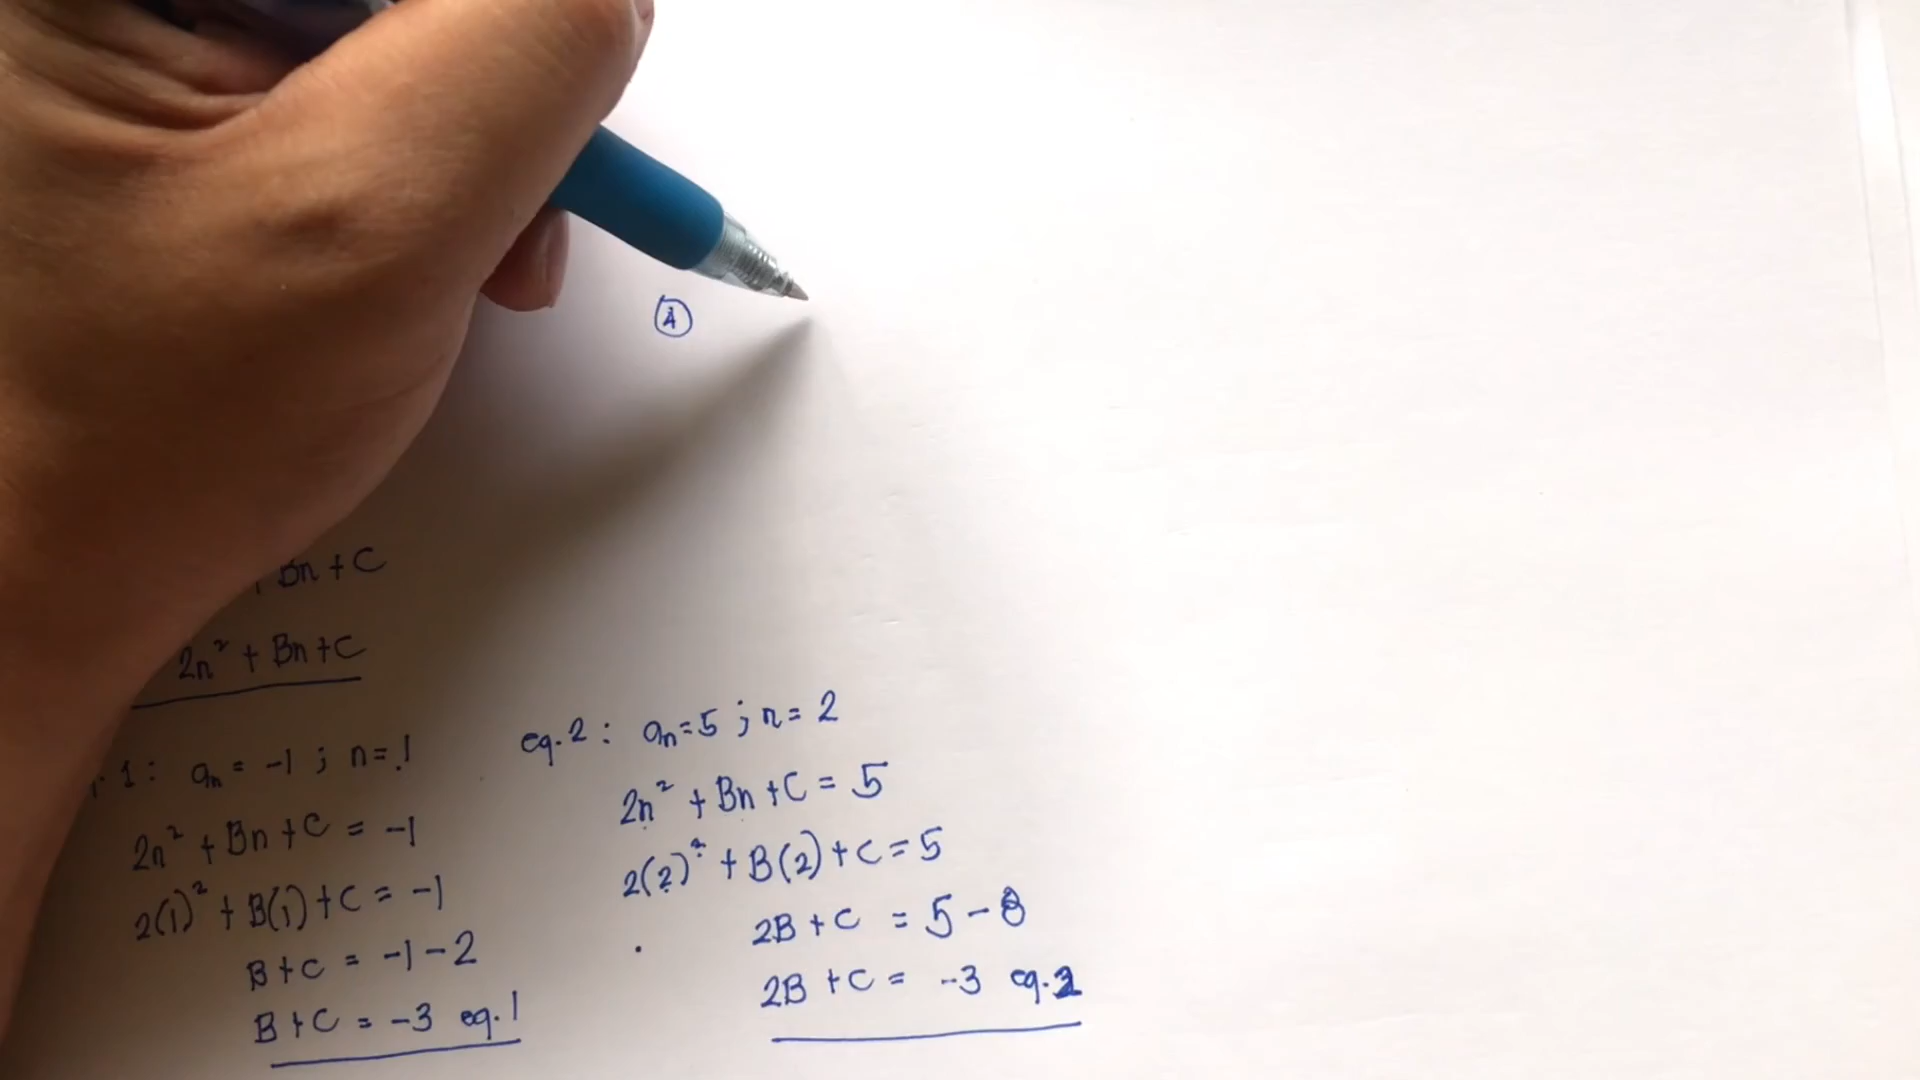 ④
Bn + C
2n² + Bn + C
1 : aₙ = -1 ; n = 1
2n² + Bn + C = -1
2(1)² + B(1) + C = -1
B + C = -1 - 2
B + C = -3 eq. 1
eq. 2 : aₙ = 5 ; n = 2
2n² + Bn + C = 5
2(2)² + B(2) + C = 5
2B + C = 5 - 8
2B + C = -3 eq. 2